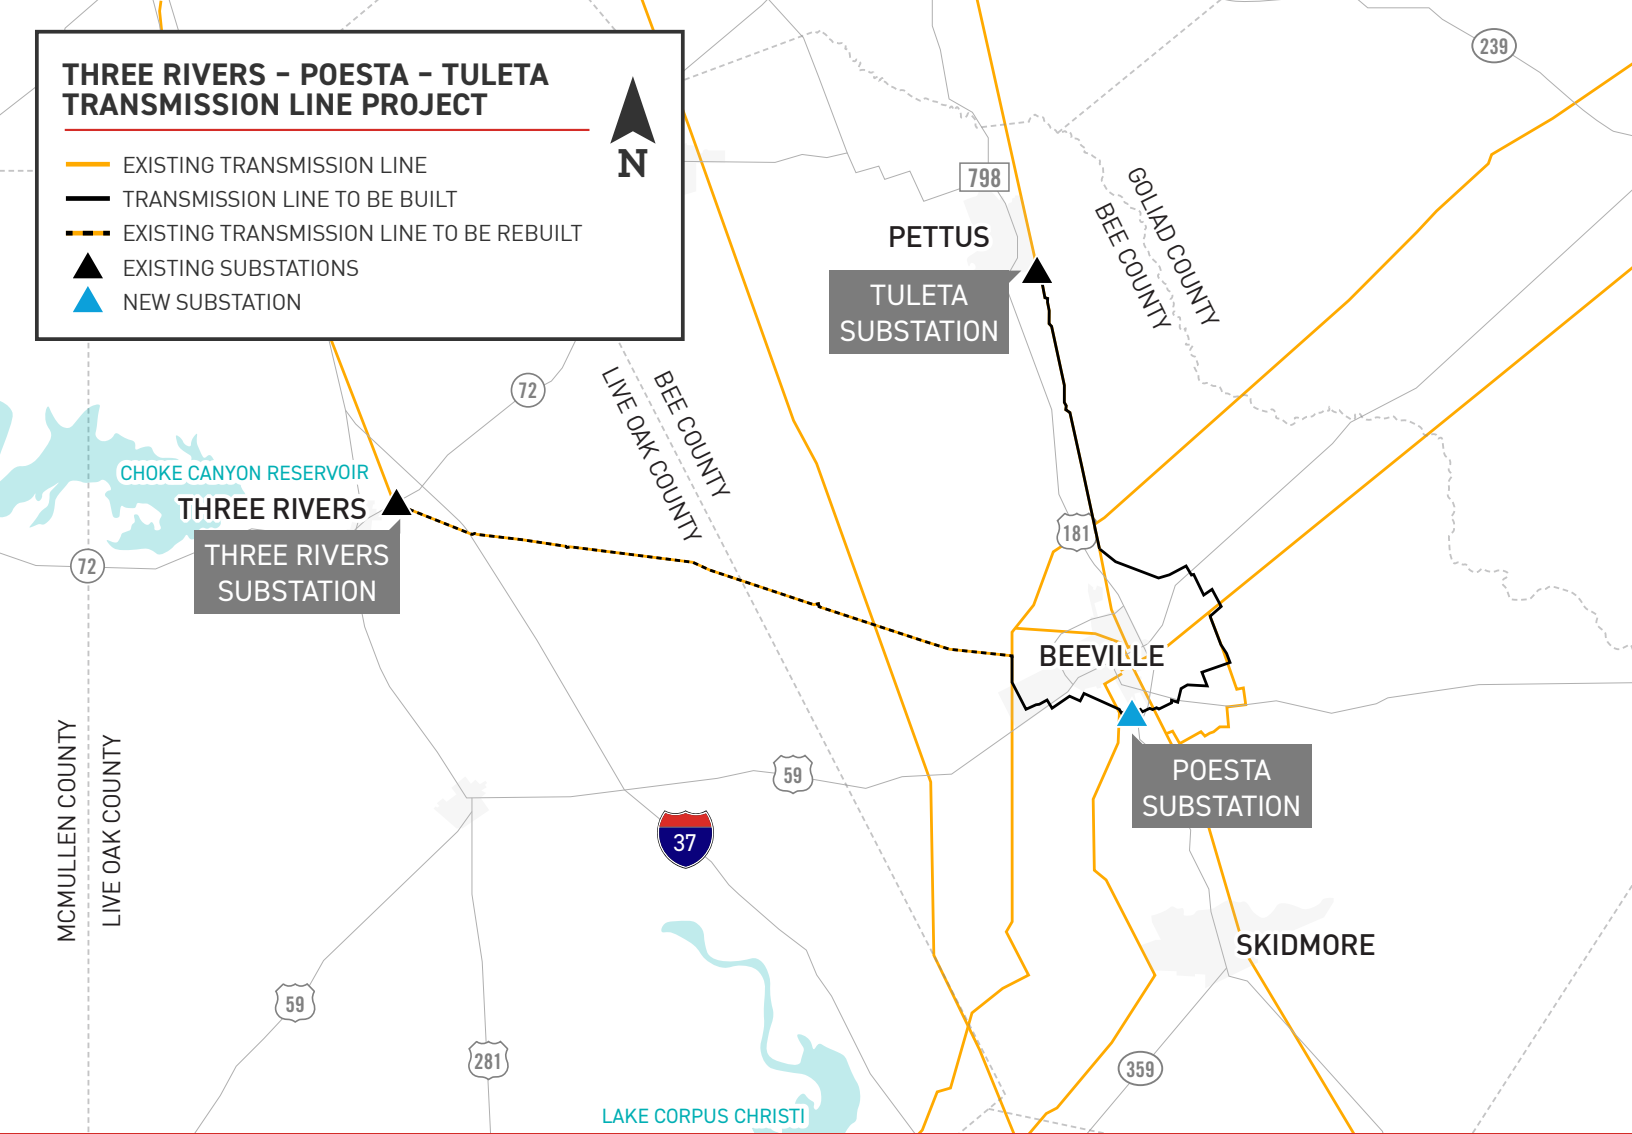 THREE RIVERS – POESTA – TULETA
TRANSMISSION LINE PROJECT
N
EXISTING TRANSMISSION LINE
TRANSMISSION LINE TO BE BUILT
EXISTING TRANSMISSION LINE TO BE REBUILT
EXISTING SUBSTATIONS
NEW SUBSTATION
239
798
GOLIAD COUNTY
BEE COUNTY
PETTUS
TULETA
SUBSTATION
72
BEE COUNTY
LIVE OAK COUNTY
CHOKE CANYON RESERVOIR
THREE RIVERS
THREE RIVERS
SUBSTATION
72
181
BEEVILLE
POESTA
SUBSTATION
59
37
MCMULLEN COUNTY
LIVE OAK COUNTY
SKIDMORE
59
281
359
LAKE CORPUS CHRISTI